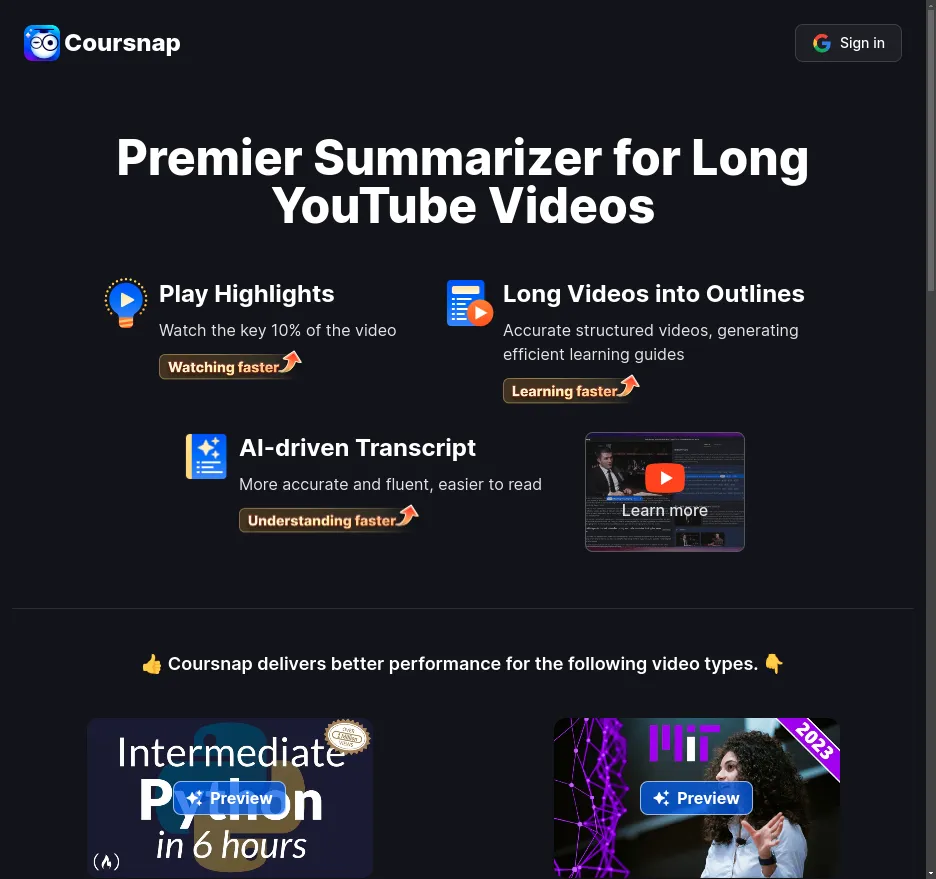 Coursnap
Sign in
Premier Summarizer for Long
YouTube Videos
Play Highlights
Watch the key 10% of the video
Watching faster
Long Videos into Outlines
Accurate structured videos, generating
efficient learning guides
Learning faster
AI-driven Transcript
More accurate and fluent, easier to read
Understanding faster
Learn more
👍 Coursnap delivers better performance for the following video types. 👇
Intermediate
Python
in 6 hours
Preview
MIT
2023
Preview